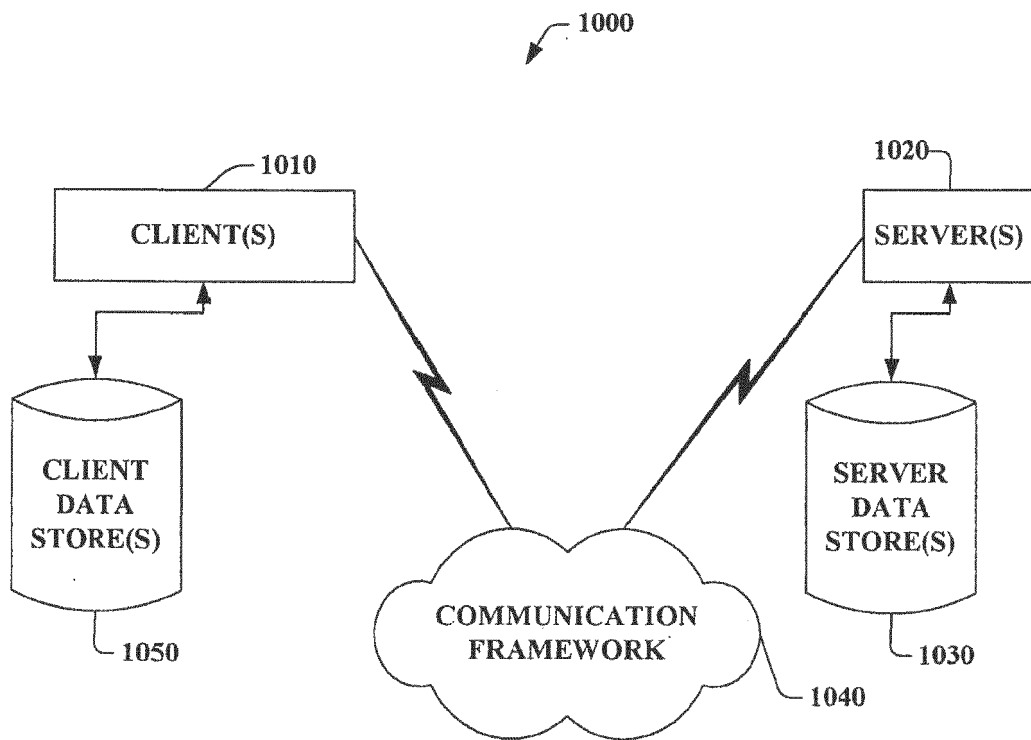 1000
1010
1020
CLIENT(S)
SERVER(S)
CLIENT
DATA
STORE(S)
SERVER
DATA
STORE(S)
COMMUNICATION
FRAMEWORK
1050
1030
1040